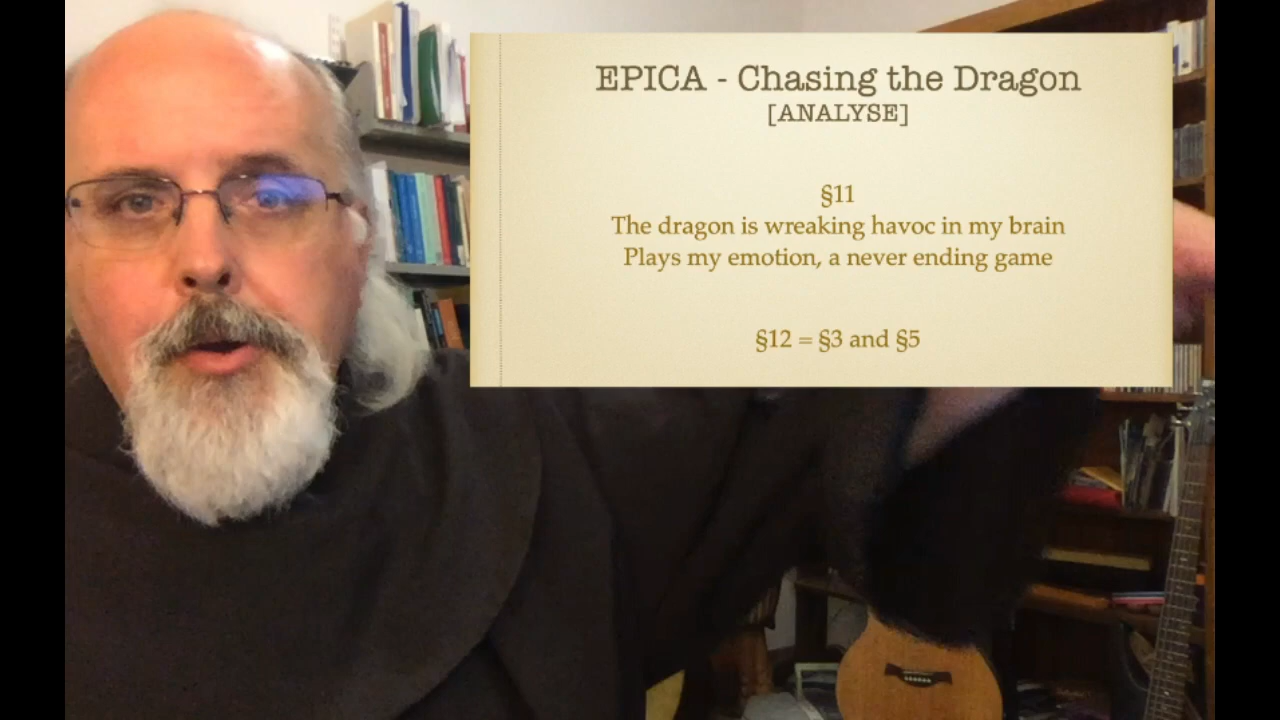 EPICA - Chasing the Dragon
[ANALYSE]
§11
The dragon is wreaking havoc in my brain
Plays my emotion, a never ending game
§12 = §3 and §5